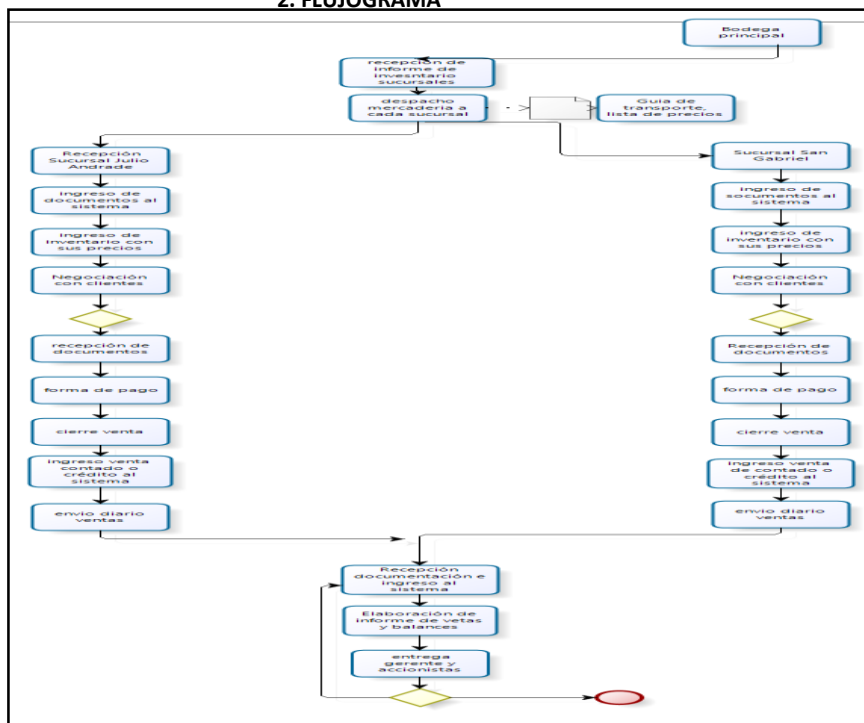 2. FLUJOGRAMA
Bodega
principal
recepción de
informe de
invesntario
sucursales
despacho
mercaderia a
cada sucursal
Guia de
transporte,
lista de precios
Recepción
Sucursal Julio
Andrade
ingreso de
documentos al
sistema
ingreso de
inventario con
sus precios
Negociación
con clientes
recepción de
documentos
forma de pago
cierre venta
ingreso venta
contado o
crédito al
sistema
envio diario
ventas
Sucursal San
Gabriel
ingreso de
socumentos al
sistema
ingreso de
inventario con
sus precios
Negociación
con clientes
Recepción de
documentos
forma de pago
cierre venta
ingreso venta
de contado o
crédito al
sistema
envio diario
ventas
Recepción
documentación e
ingreso al
sistema
Elaboración de
informe de vetas
y balances
entrega
gerente y
accionistas